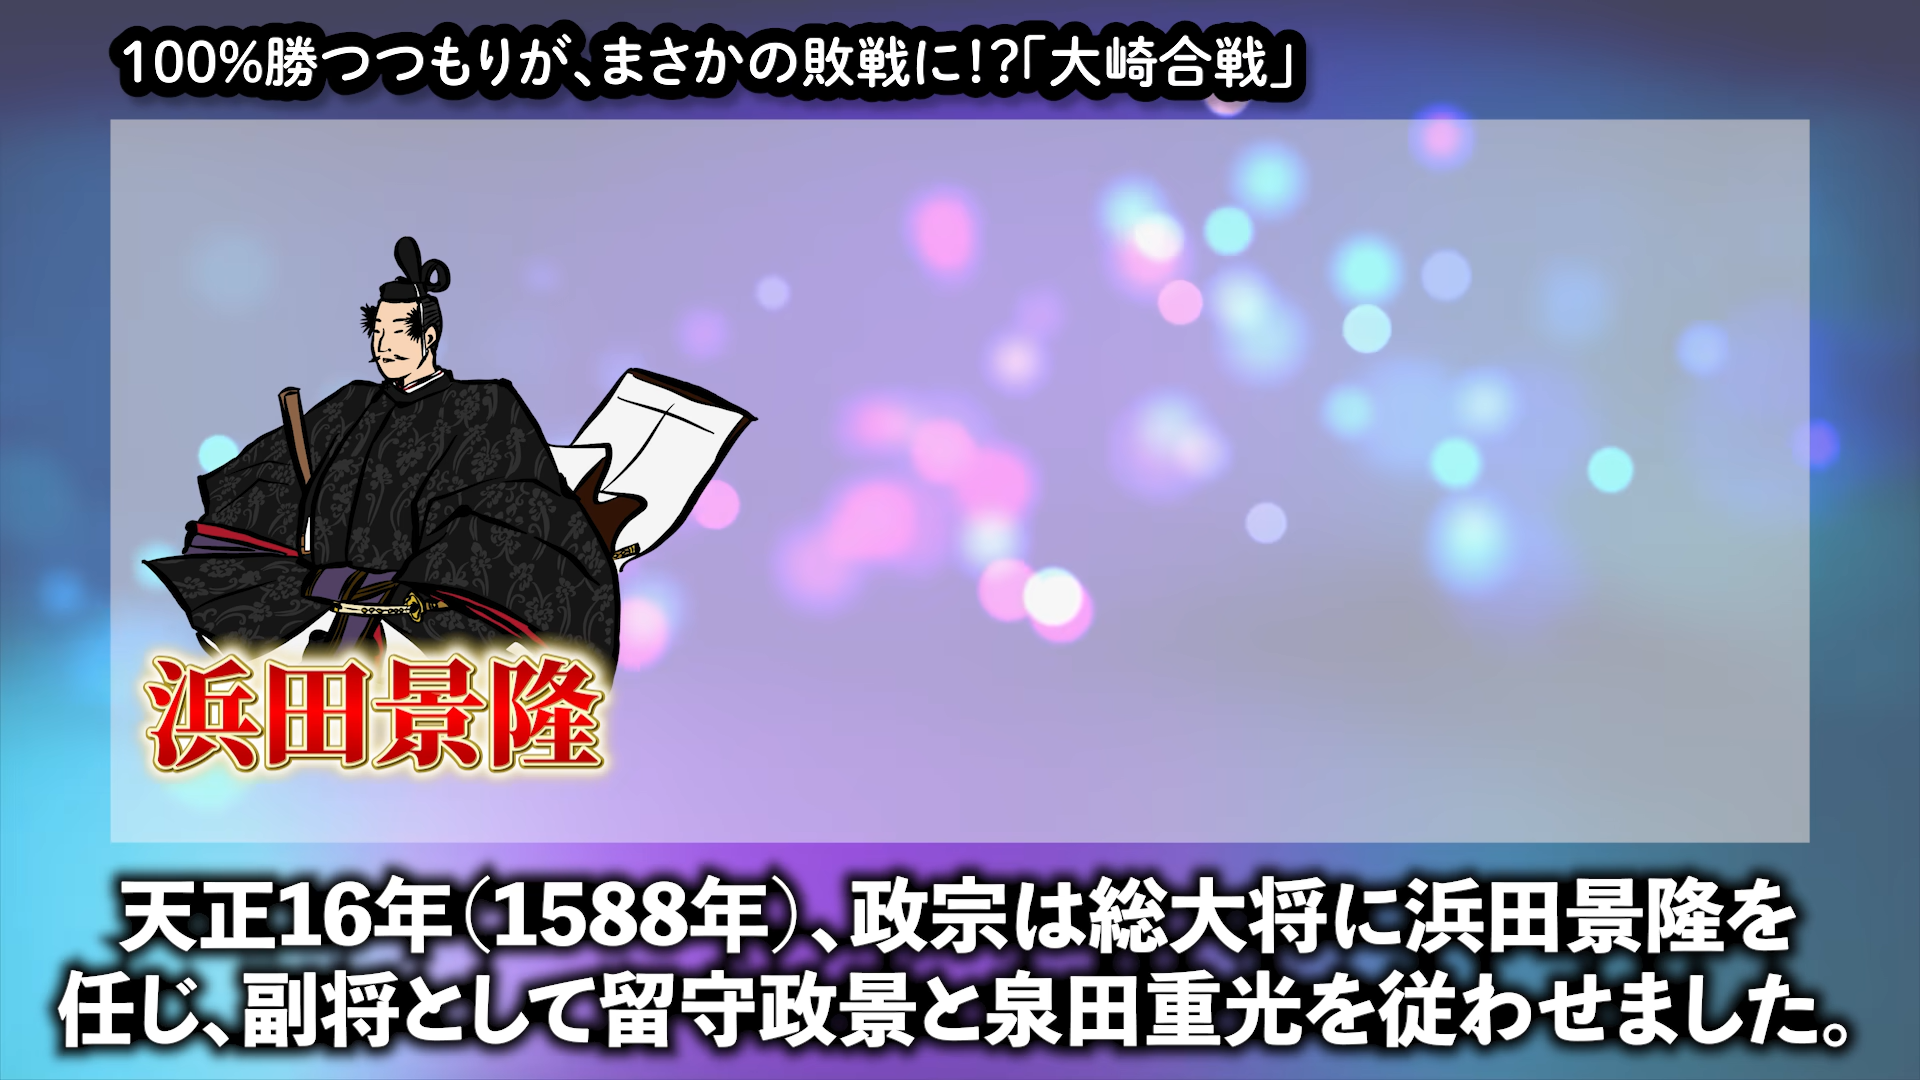 100%勝つつもりが、まさかの敗戦に!?「大崎合戦」
浜田景隆
天正16年（1588年）、政宗は総大将に浜田景隆を
任じ、副将として留守政景と泉田重光を従わせました。